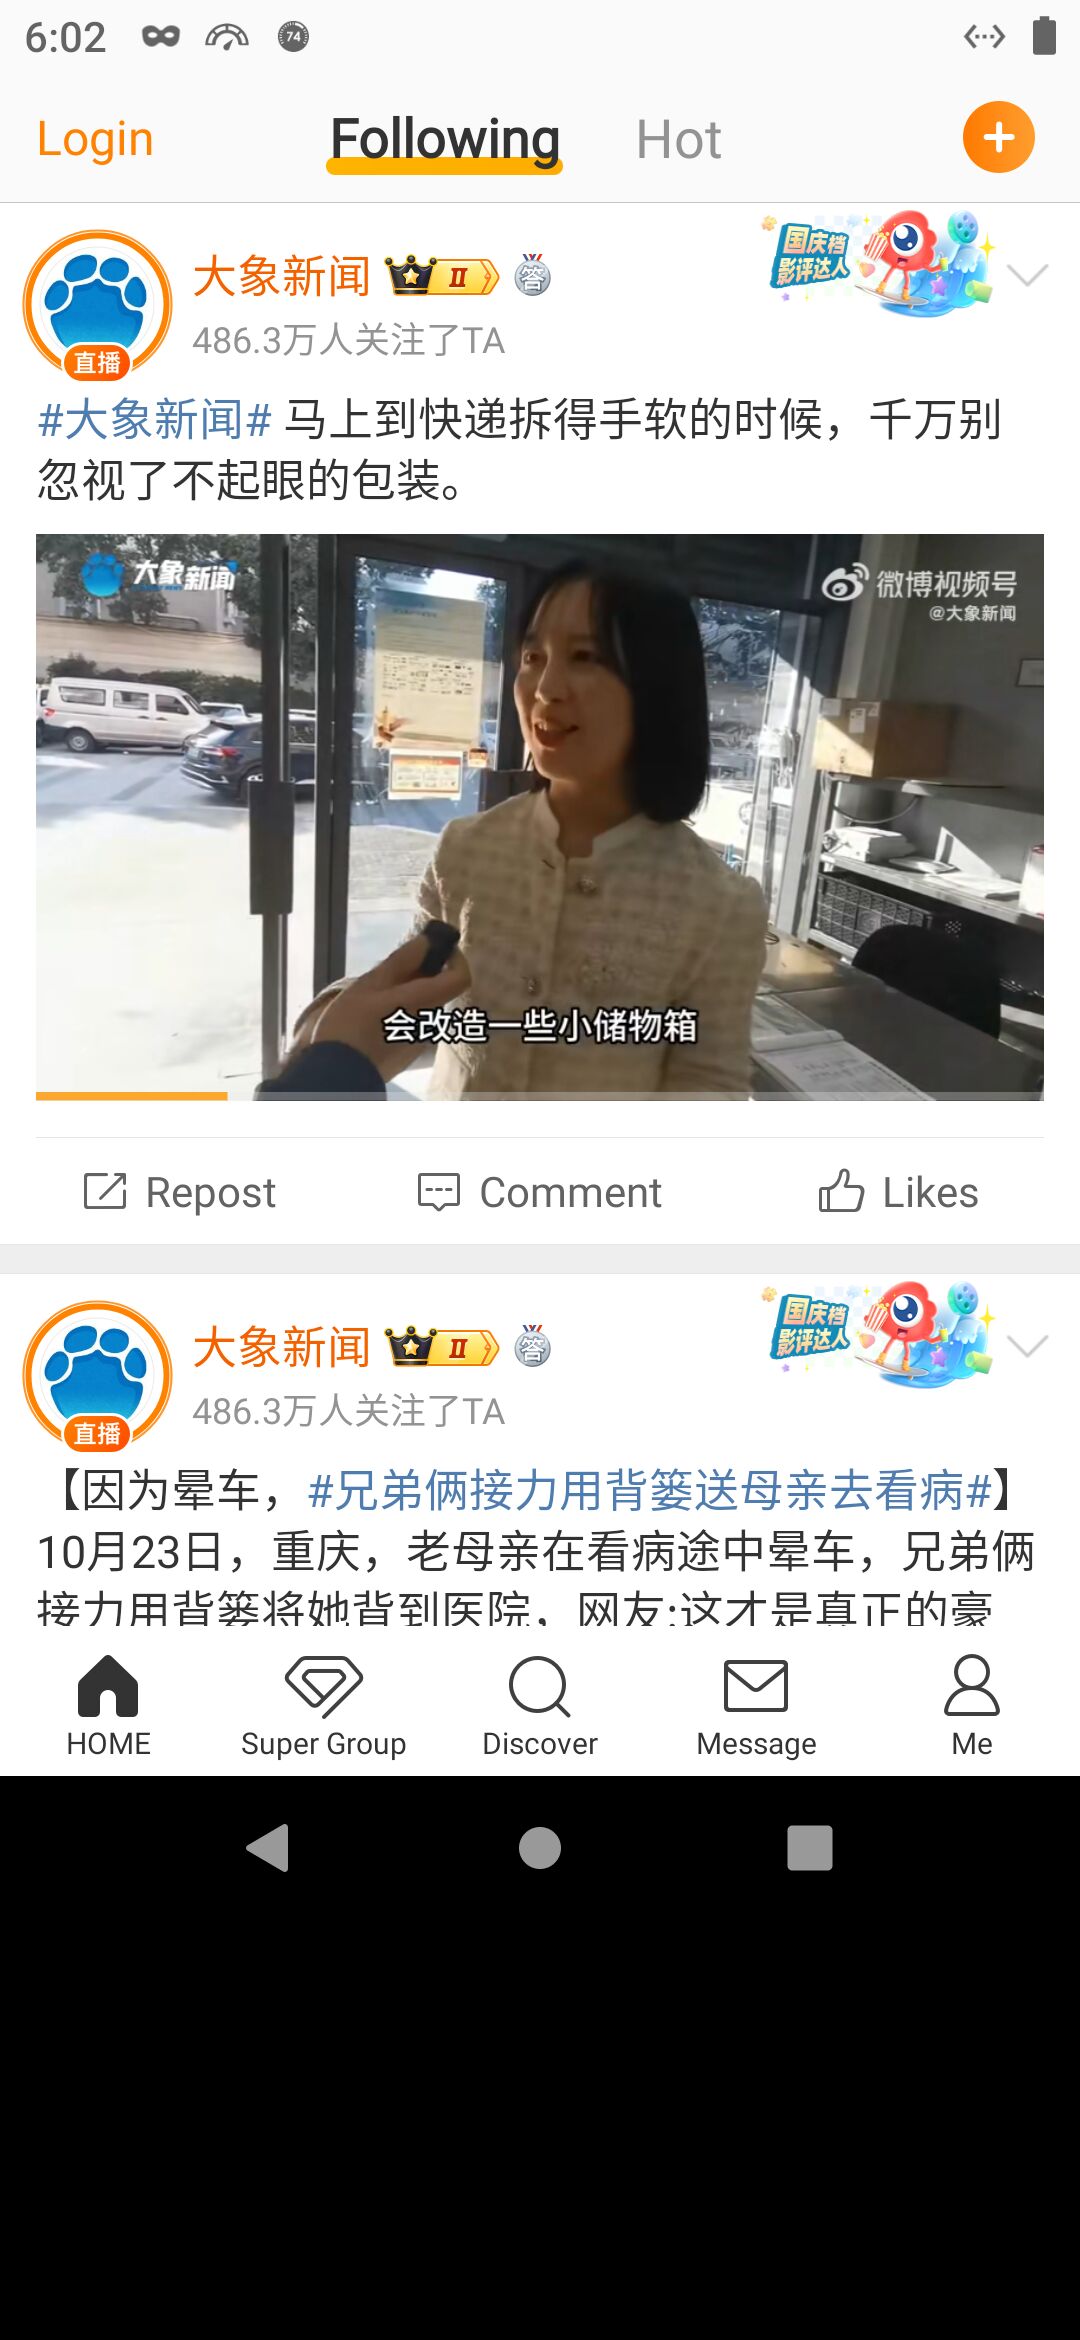 6:02
74
Login
Following
Hot
大象新闻
II
答
国庆档
影评达人
486.3万人关注了TA
直播
#大象新闻# 马上到快递拆得手软的时候，千万别
忽视了不起眼的包装。
大象新闻
微博视频号
@大象新闻
会改造一些小储物箱
Repost
Comment
Likes
大象新闻
II
答
国庆档
影评达人
486.3万人关注了TA
直播
【因为晕车，#兄弟俩接力用背篓送母亲去看病#】
10月23日，重庆，老母亲在看病途中晕车，兄弟俩
接力用背篓将她背到医院，网友:这才是真正的豪
HOME
Super Group
Discover
Message
Me